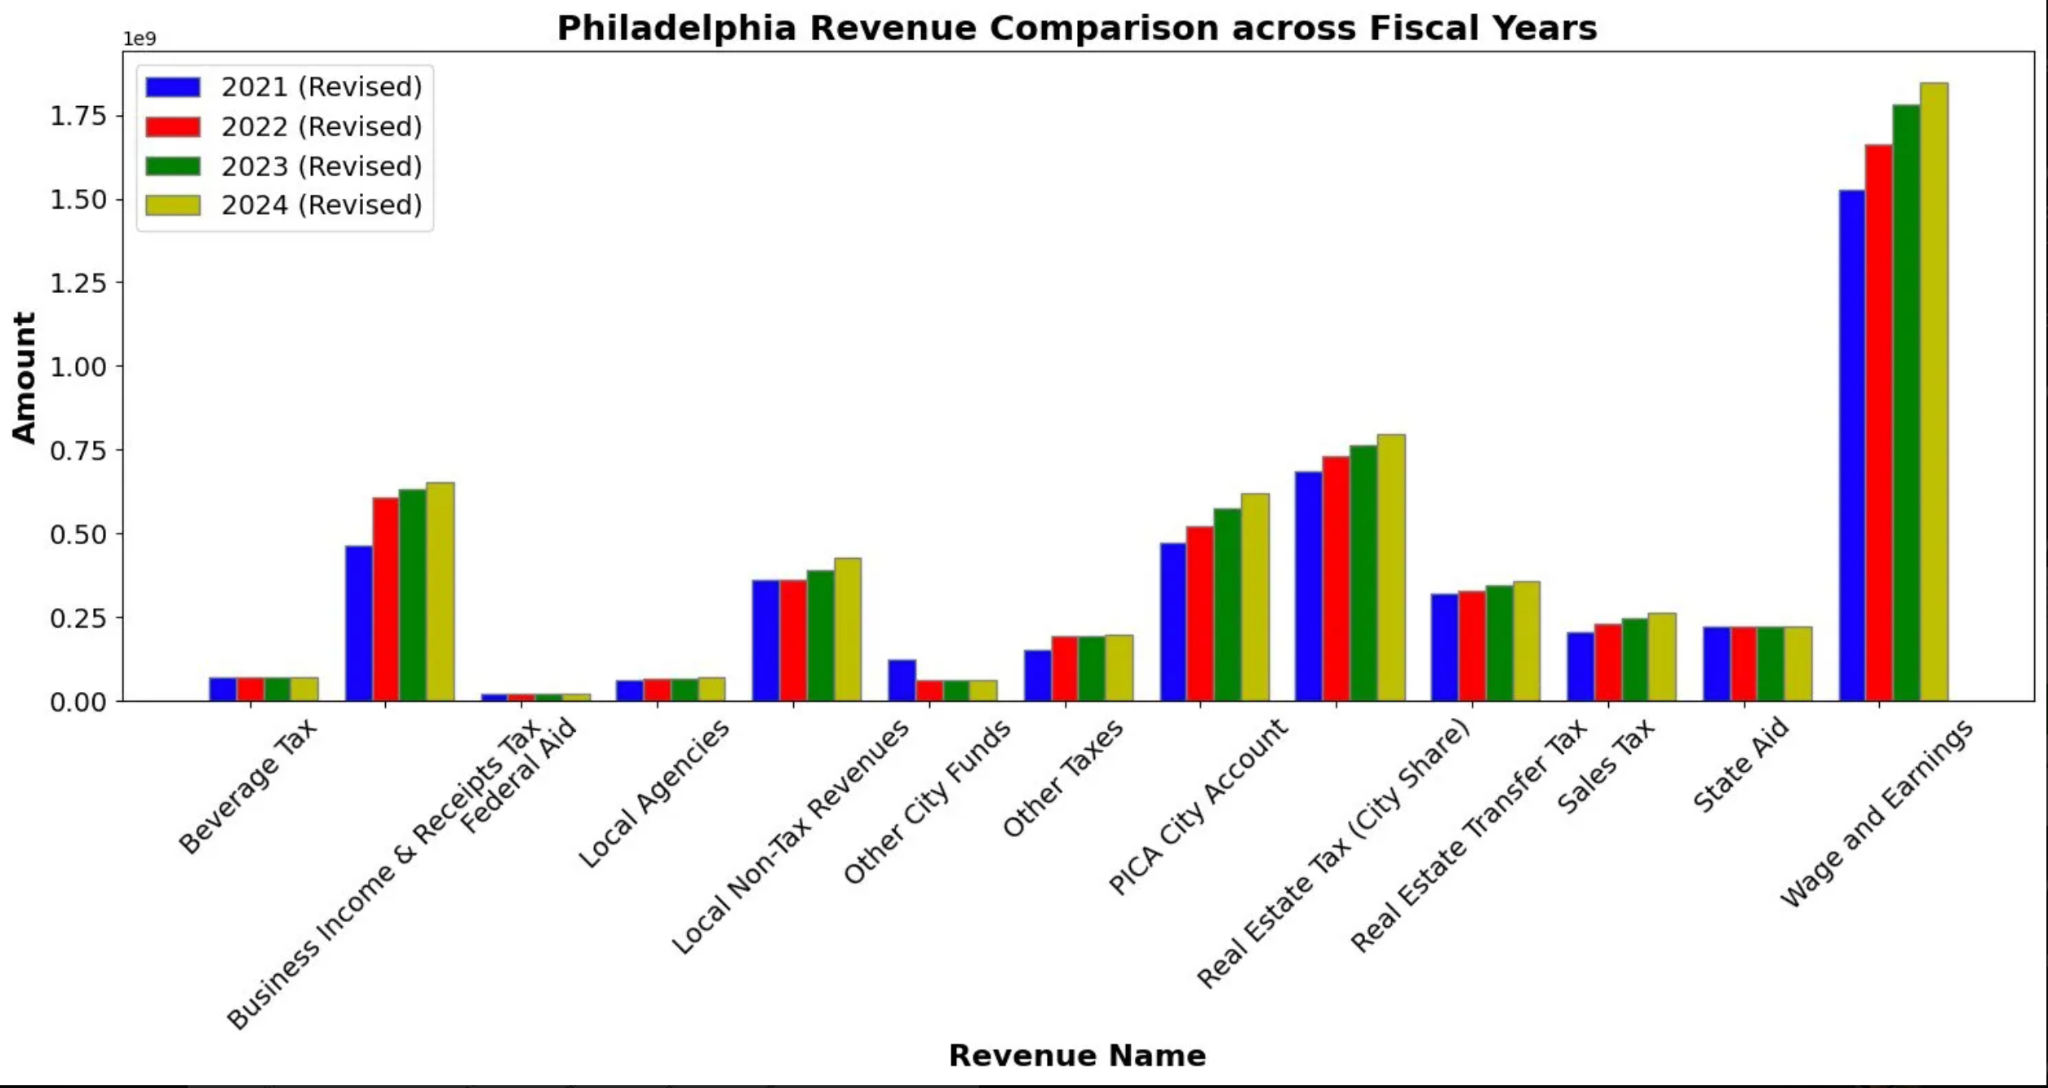 Philadelphia Revenue Comparison across Fiscal Years
1e9
2021 (Revised)
2022 (Revised)
2023 (Revised)
2024 (Revised)
1.75
1.50
1.25
1.00
0.75
0.50
0.25
0.00
Amount
Beverage Tax
Business Income & Receipts Tax
Federal Aid
Local Agencies
Local Non-Tax Revenues
Other City Funds
Other Taxes
PICA City Account
Real Estate Tax (City Share)
Real Estate Transfer Tax
Sales Tax
State Aid
Wage and Earnings
Revenue Name